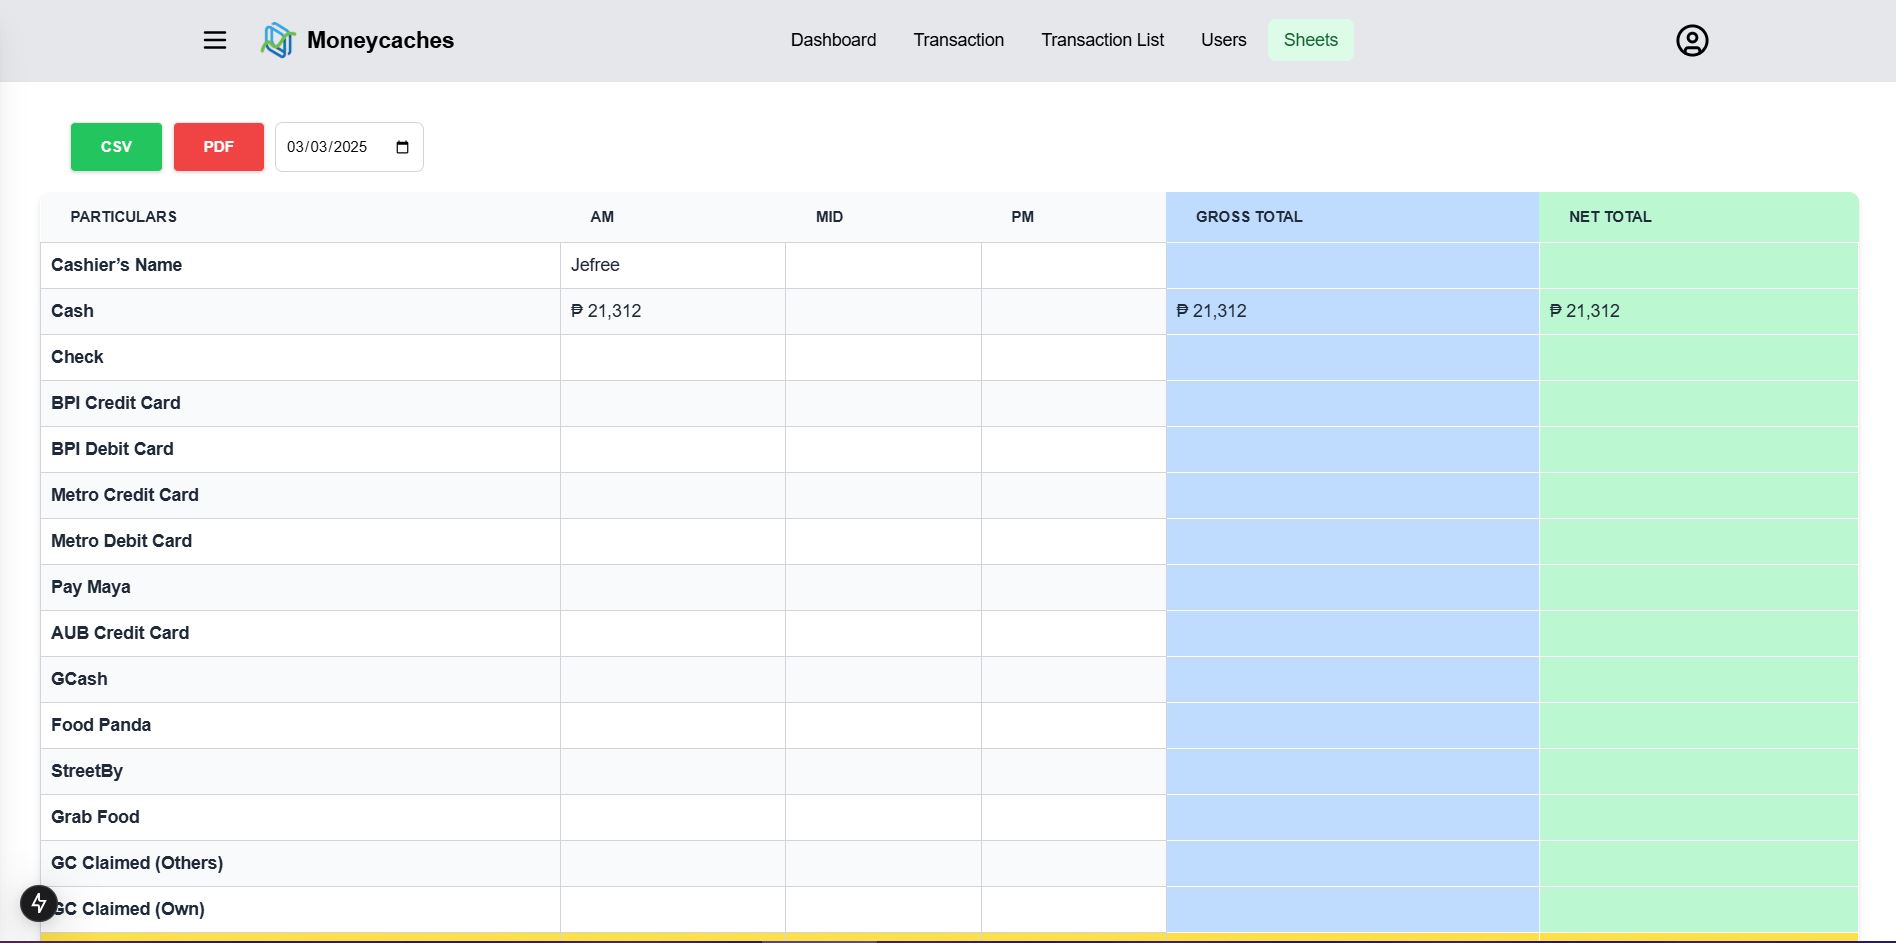 Moneycaches Dashboard Transaction Transaction List Users Sheets
CSV PDF 03/03/2025
PARTICULARS AM MID PM GROSS TOTAL NET TOTAL
Cashier’s Name Jefree
Cash ₱ 21,312 ₱ 21,312 ₱ 21,312
Check
BPI Credit Card
BPI Debit Card
Metro Credit Card
Metro Debit Card
Pay Maya
AUB Credit Card
GCash
Food Panda
StreetBy
Grab Food
GC Claimed (Others)
GC Claimed (Own)